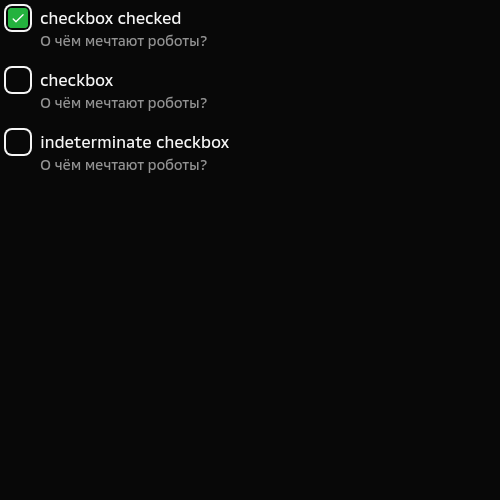 checkbox checked
О чём мечтают роботы?
checkbox
О чём мечтают роботы?
indeterminate checkbox
О чём мечтают роботы?